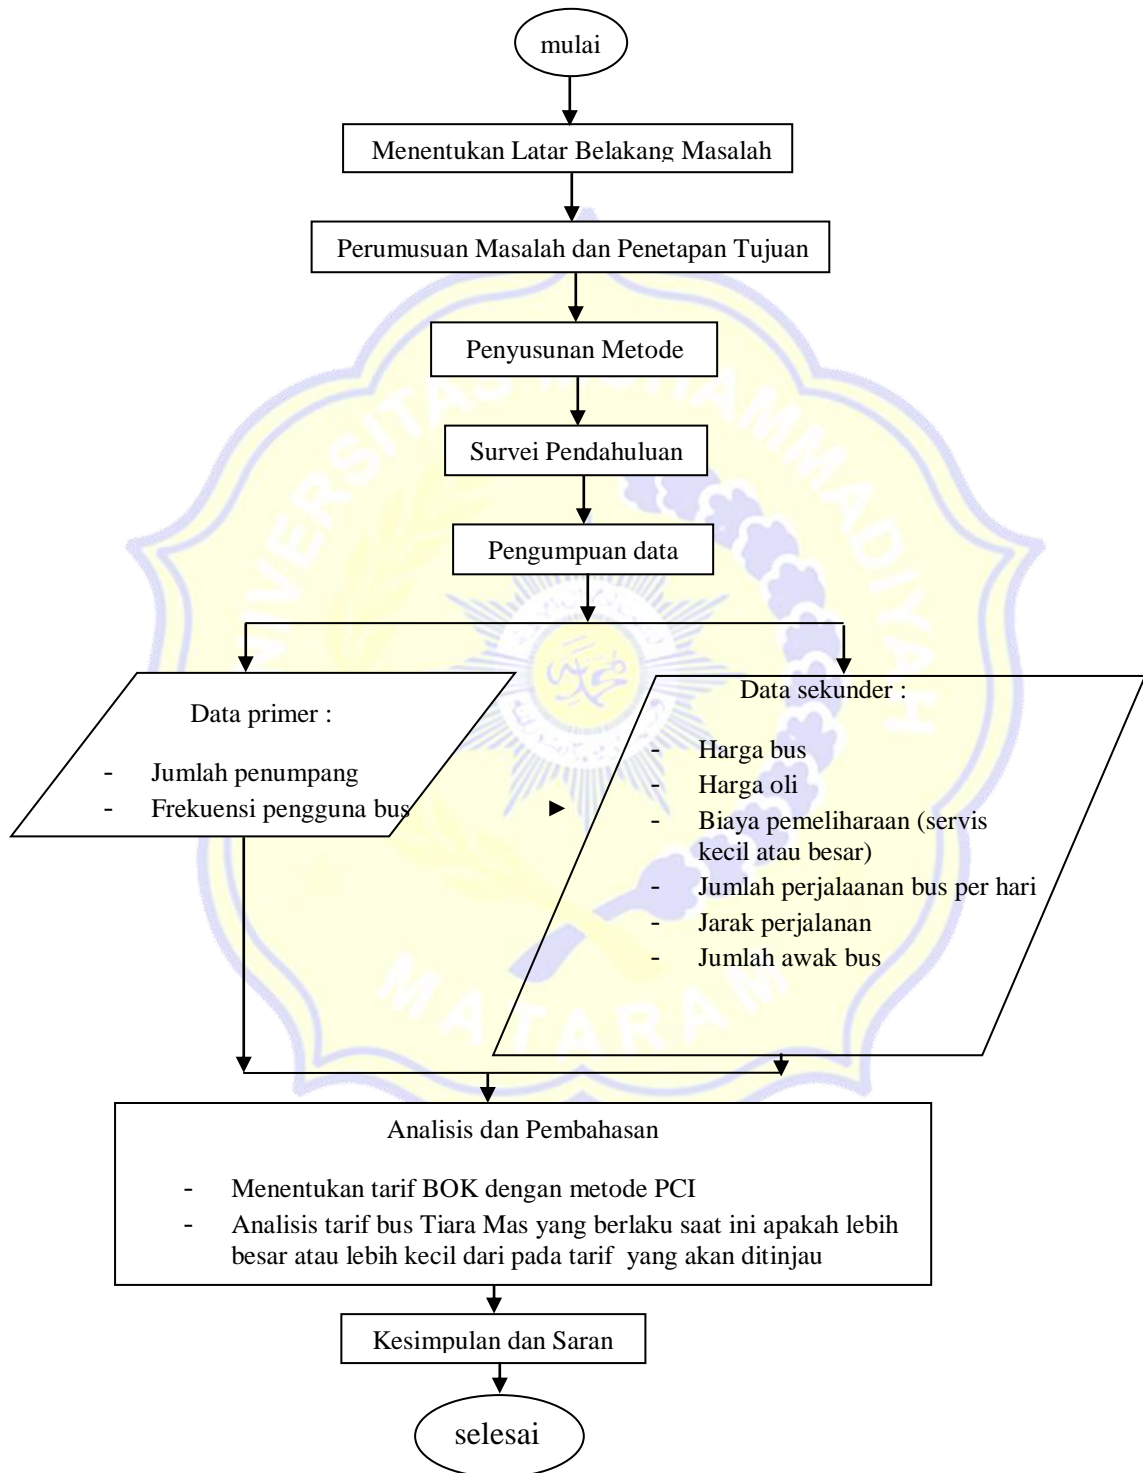 mulai
Menentukan Latar Belakang Masalah
Perumusuan Masalah dan Penetapan Tujuan
Penyusunan Metode
Survei Pendahuluan
Pengumpuan data
Data primer :
- Jumlah penumpang
- Frekuensi pengguna bus
Data sekunder :
- Harga bus
- Harga oli
- Biaya pemeliharaan (servis
kecil atau besar)
- Jumlah perjalaanan bus per hari
- Jarak perjalanan
- Jumlah awak bus
Analisis dan Pembahasan
- Menentukan tarif BOK dengan metode PCI
- Analisis tarif bus Tiara Mas yang berlaku saat ini apakah lebih
besar atau lebih kecil dari pada tarif yang akan ditinjau
Kesimpulan dan Saran
selesai
UNIVERSITAS MUHAMMADIYAH
MATARAM